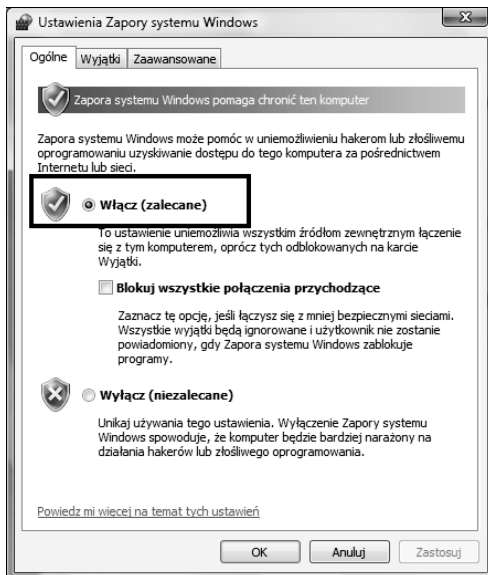 Ustawienia Zapory systemu Windows
Ogólne Wyjątki Zaawansowane
Zapora systemu Windows pomaga chronić ten komputer
Zapora systemu Windows może pomóc w uniemożliwieniu hakerom lub złośliwemu
oprogramowaniu uzyskiwanie dostępu do tego komputera za pośrednictwem
Internetu lub sieci.
Włącz (zalecane)
To ustawienie uniemożliwia wszystkim źródłom zewnętrznym łączenie
się z tym komputerem, oprócz tych odblokowanych na karcie
Wyjątki.
Blokuj wszystkie połączenia przychodzące
Zaznacz tę opcję, jeśli łączysz się z mniej bezpiecznymi sieciami.
Wszystkie wyjątki będą ignorowane i użytkownik nie zostanie
powiadomiony, gdy Zapora systemu Windows zablokuje
programy.
Wyłącz (niezalecane)
Unikaj używania tego ustawienia. Wyłączenie Zapory systemu
Windows spowoduje, że komputer będzie bardziej narażony na
działania hakerów lub złośliwego oprogramowania.
Powiedz mi więcej na temat tych ustawień
OK Anuluj Zastosuj